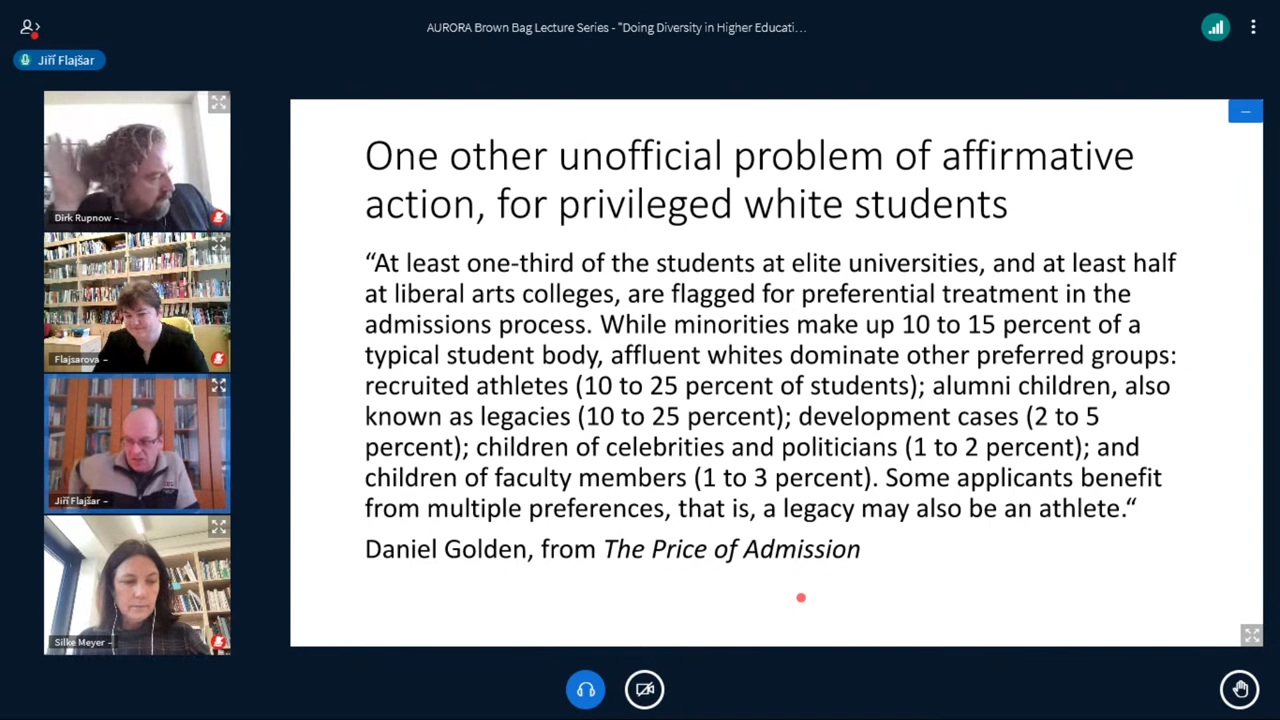 AURORA Brown Bag Lecture Series - "Doing Diversity in Higher Educati…
Jiří Flajšar
Dirk Rupnow –
Flajsarova –
Jiří Flajšar –
Silke Meyer –
One other unofficial problem of affirmative
action, for privileged white students
“At least one-third of the students at elite universities, and at least half
at liberal arts colleges, are flagged for preferential treatment in the
admissions process. While minorities make up 10 to 15 percent of a
typical student body, affluent whites dominate other preferred groups:
recruited athletes (10 to 25 percent of students); alumni children, also
known as legacies (10 to 25 percent); development cases (2 to 5
percent); children of celebrities and politicians (1 to 2 percent); and
children of faculty members (1 to 3 percent). Some applicants benefit
from multiple preferences, that is, a legacy may also be an athlete.“
Daniel Golden, from The Price of Admission